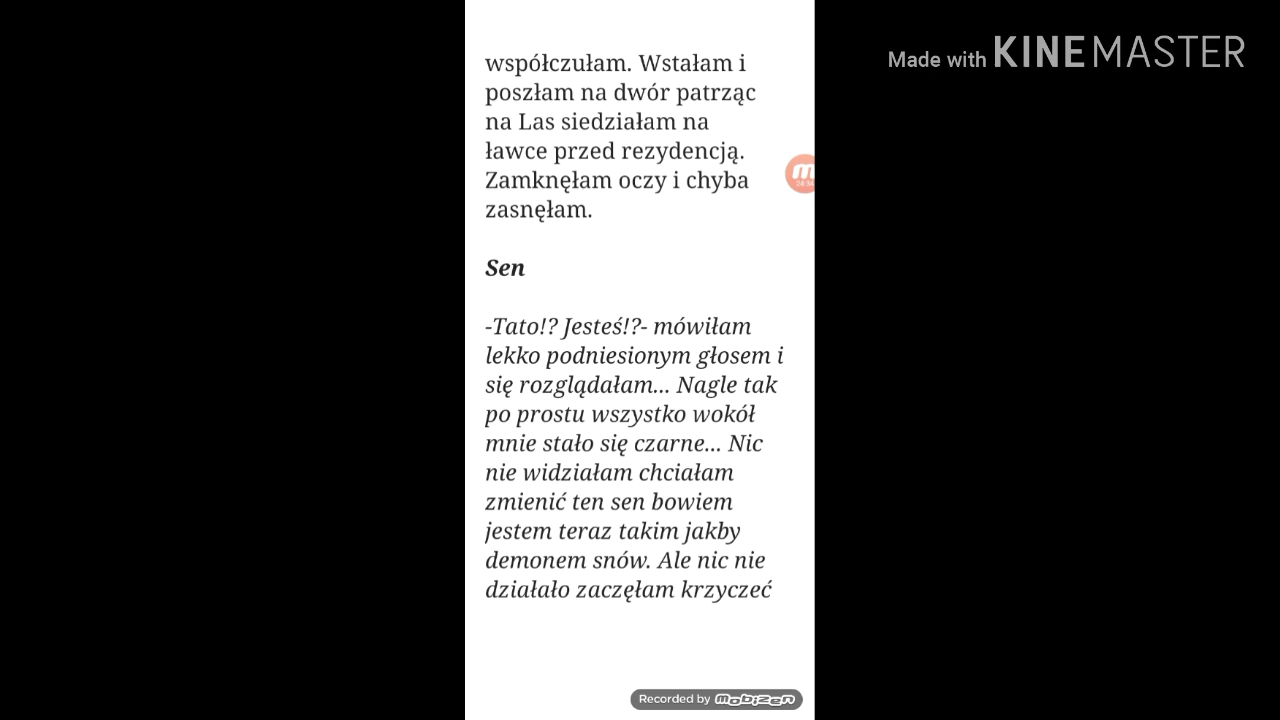 Made with KINEMASTER
współczułam. Wstałam i
poszłam na dwór patrząc
na Las siedziałam na
ławce przed rezydencją.
Zamknęłam oczy i chyba
zasnęłam.
Sen
-Tato!? Jesteś!?- mówiłam
lekko podniesionym głosem i
się rozglądałam... Nagle tak
po prostu wszystko wokół
mnie stało się czarne... Nic
nie widziałam chciałam
zmienić ten sen bowiem
jestem teraz takim jakby
demonem snów. Ale nic nie
działało zaczęłam krzyczeć
Recorded by mobizen